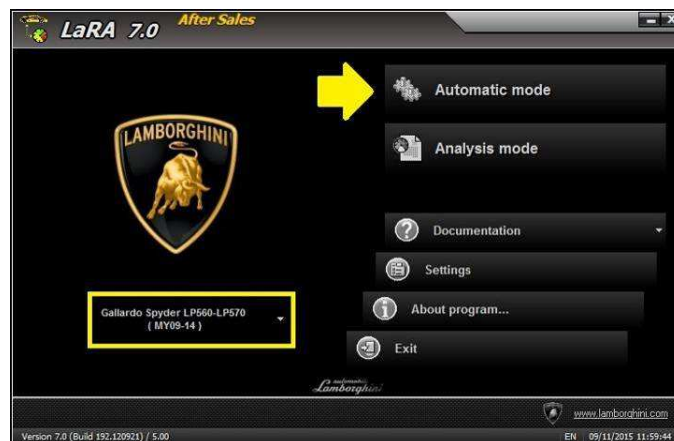 LaRA 7.0
After Sales
LAMBORGHINI
Automatic mode
Analysis mode
Documentation
Settings
About program...
Exit
Gallardo Spyder LP560-LP570
( MY09-14 )
automobili
Lamborghini
www.lamborghini.com
Version 7.0 (Build 192.120921) / 5.00
EN
09/11/2015 11:59:44